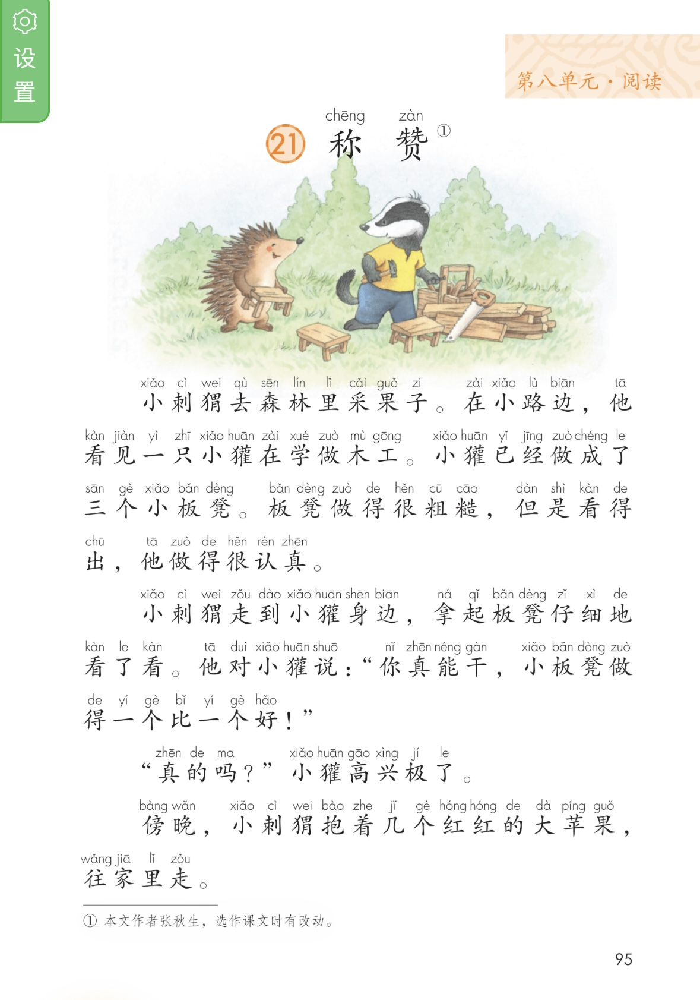 设
置
第八单元·阅读
chēng zàn
21 称 赞①
xiǎo cì wei qù sēn lín lǐ cǎi guǒ zi zài xiǎo lù biān tā
小刺猬去森林里采果子。在小路边，他
kàn jiàn yì zhī xiǎo huān zài xué zuò mù gōng xiǎo huān yǐ jīng zuò chéng le
看见一只小獾在学做木工。小獾已经做成了
sān gè xiǎo bǎn dèng bǎn dèng zuò de hěn cū cāo dàn shì kàn de
三个小板凳。板凳做得很粗糙，但是看得
chū tā zuò de hěn rèn zhēn
出，他做得很认真。
xiǎo cì wei zǒu dào xiǎo huān shēn biān ná qǐ bǎn dèng zǐ xì de
小刺猬走到小獾身边，拿起板凳仔细地
kàn le kàn tā duì xiǎo huān shuō nǐ zhēn néng gàn xiǎo bǎn dèng zuò
看了看。他对小獾说：“你真能干，小板凳做
de yí gè bǐ yí gè hǎo
得一个比一个好！”
zhēn de ma xiǎo huān gāo xìng jí le
“真的吗？”小獾高兴极了。
bàng wǎn xiǎo cì wei bào zhe jǐ gè hóng hóng de dà píng guǒ
傍晚，小刺猬抱着几个红红的大苹果，
wǎng jiā lǐ zǒu
往家里走。
① 本文作者张秋生，选作课文时有改动。
95